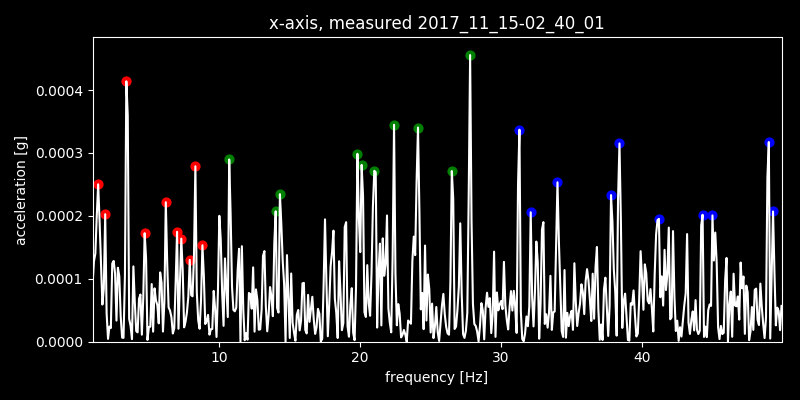 x-axis, measured 2017_11_15-02_40_01
0.0004
0.0003
0.0002
0.0001
0.0000
acceleration [g]
10 20 30 40
frequency [Hz]